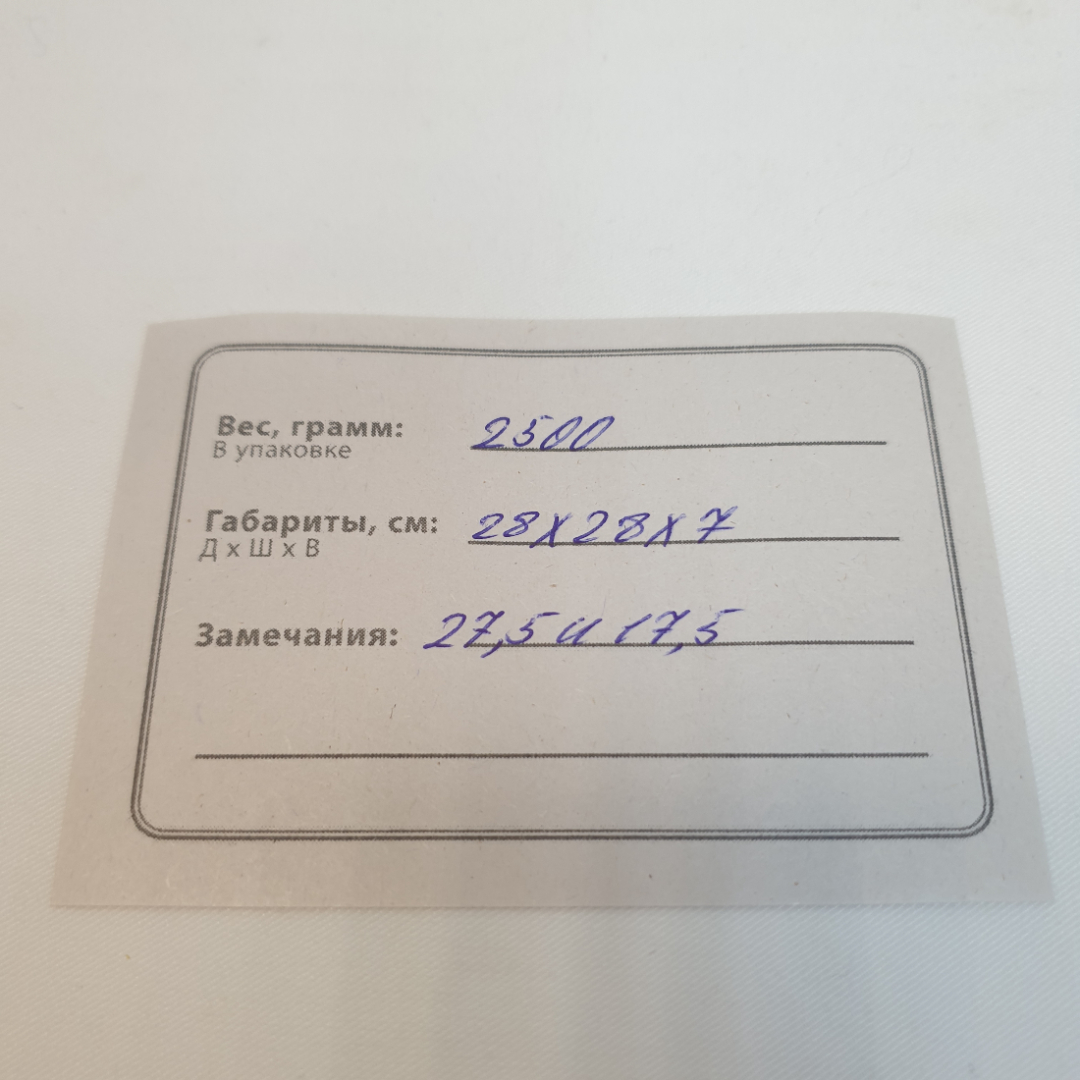 Вес, грамм: 2500
В упаковке
Габариты, см: 28х28х7
Д х Ш х В
Замечания: 27,5 и 17,5